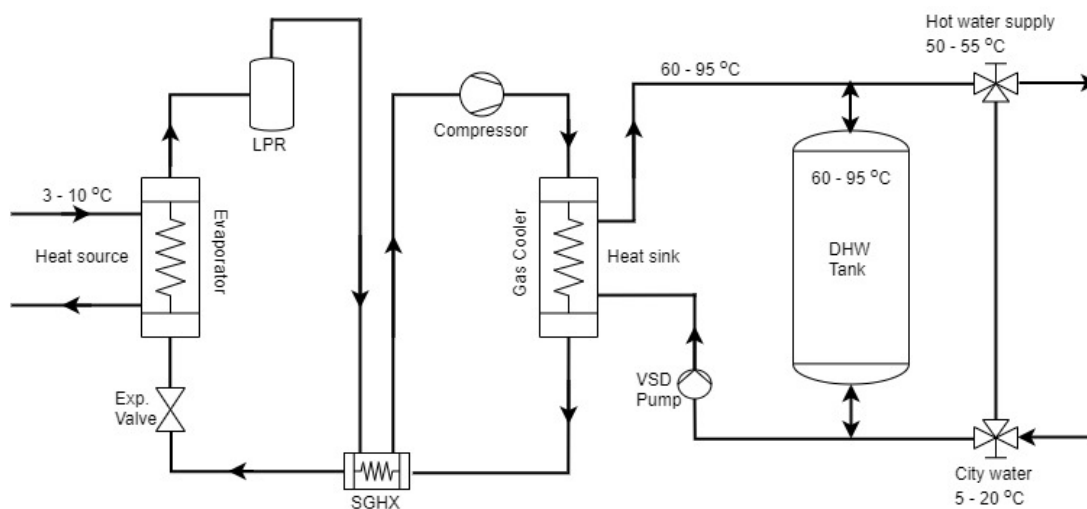 Hot water supply
50 - 55 °C
60 - 95 °C
Compressor
LPR
3 - 10 °C
Heat source
Evaporator
Gas Cooler
Heat sink
60 - 95 °C
DHW
Tank
VSD
Pump
Exp.
Valve
SGHX
City water
5 - 20 °C